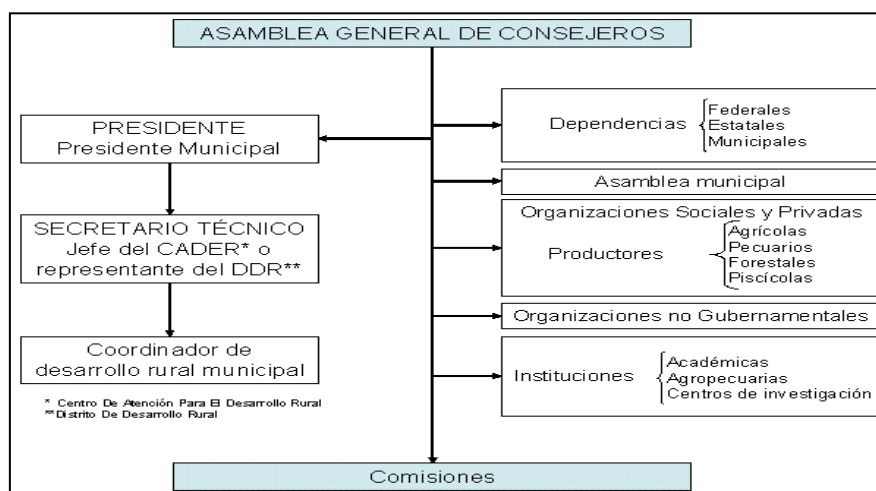 ASAMBLEA GENERAL DE CONSEJEROS
PRESIDENTE
Presidente Municipal
SECRETARIO TÉCNICO
Jefe del CADER* o
representante del DDR**
Coordinador de
desarrollo rural municipal
* Centro De Atención Para El Desarrollo Rural
**Distrito De Desarrollo Rural
Dependencias
Federales
Estatales
Municipales
Asamblea municipal
Organizaciones Sociales y Privadas
Productores
Agrícolas
Pecuarios
Forestales
Piscícolas
Organizaciones no Gubernamentales
Instituciones
Académicas
Agropecuarias
Centros de investigación
Comisiones